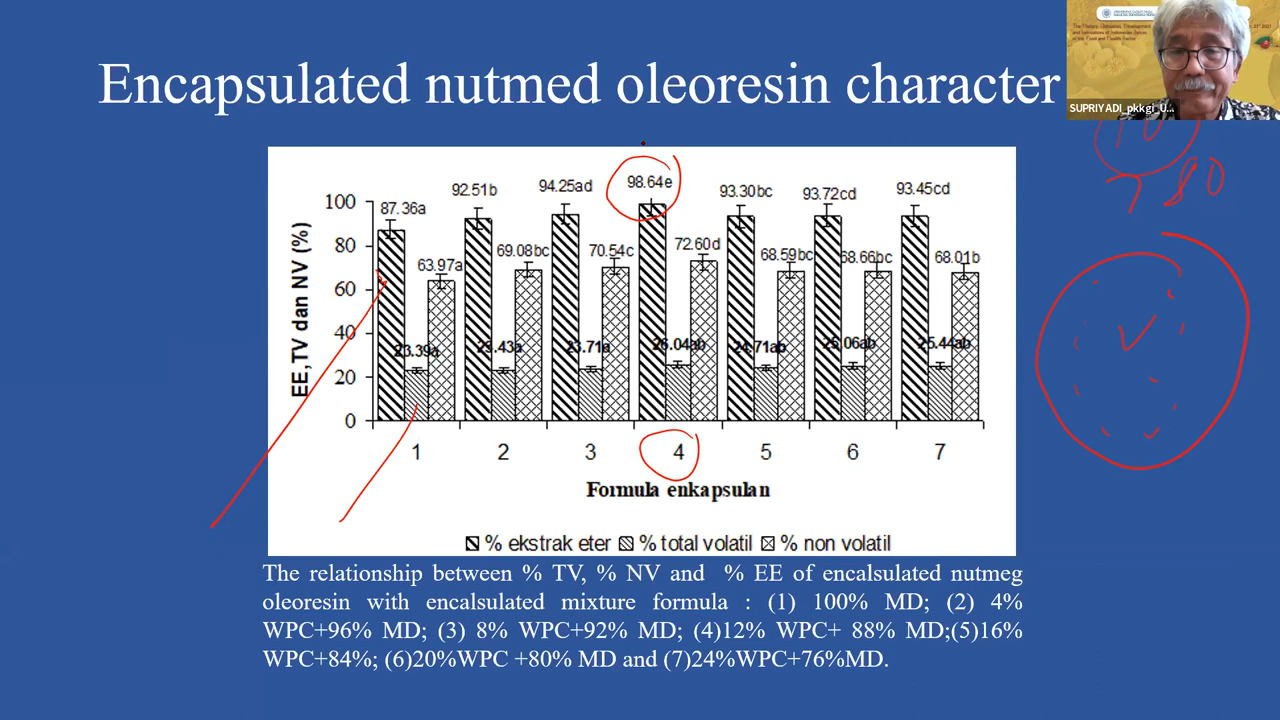 Encapsulated nutmed oleoresin character
SUPRIYADI_pkkgi_U...
80
EE,TV dan NV (%)
100
80
60
40
20
0
87.36a
92.51b
94.25ad
98.64e
93.30bc
93.72cd
93.45cd
63.97a
69.08bc
70.54c
72.60d
68.59bc
68.66bc
68.01b
23.39a
23.43a
23.71a
26.04ab
24.71ab
25.06ab
25.44ab
1 2 3 4 5 6 7
Formula enkapsulan
% ekstrak eter % total volatil % non volatil
The relationship between % TV, % NV and % EE of encalsulated nutmeg
oleoresin with encalsulated mixture formula : (1) 100% MD; (2) 4%
WPC+96% MD; (3) 8% WPC+92% MD; (4)12% WPC+ 88% MD;(5)16%
WPC+84%; (6)20%WPC +80% MD and (7)24%WPC+76%MD.